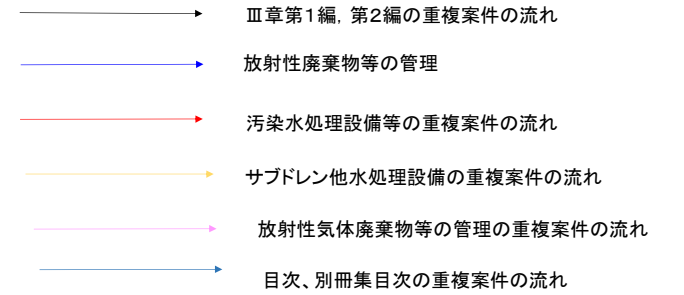 Ⅲ章第1編，第2編の重複案件の流れ
放射性廃棄物等の管理
汚染水処理設備等の重複案件の流れ
サブドレン他水処理設備の重複案件の流れ
放射性気体廃棄物等の管理の重複案件の流れ
目次、別冊集目次の重複案件の流れ